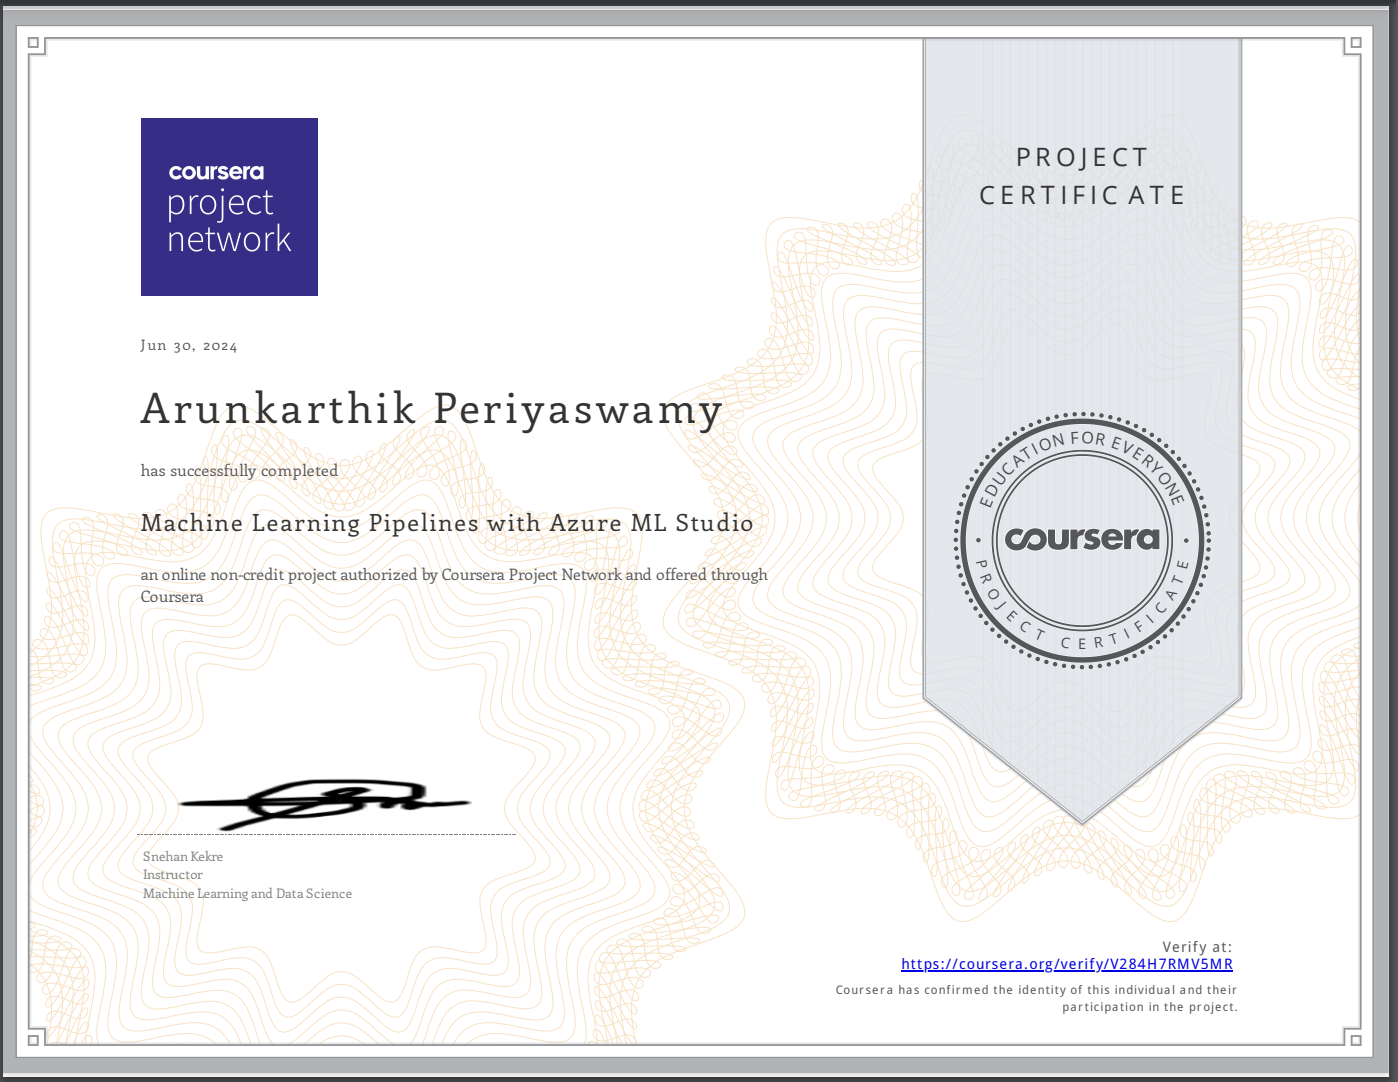 coursera
project
network
PROJECT
CERTIFICATE
Jun 30, 2024
Arunkarthik Periyaswamy
has successfully completed
Machine Learning Pipelines with Azure ML Studio
an online non-credit project authorized by Coursera Project Network and offered through
Coursera
EDUCATION FOR EVERYONE
coursera
PROJECT CERTIFICATE
Snehan Kekre
Instructor
Machine Learning and Data Science
Verify at:
https://coursera.org/verify/V284H7RMV5MR
Coursera has confirmed the identity of this individual and their
participation in the project.